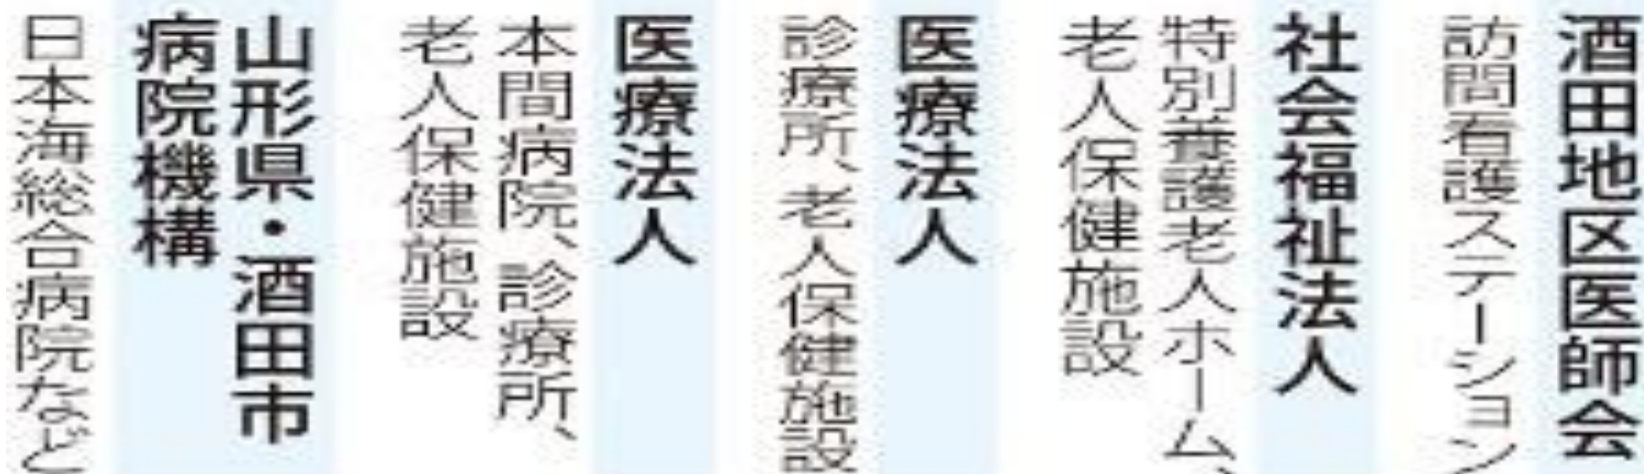 酒田地区医師会
訪問看護ステーション
社会福祉法人
特別養護老人ホーム、
老人保健施設
医療法人
診療所、老人保健施設
医療法人
本間病院、診療所、
老人保健施設
山形県・酒田市
病院機構
日本海総合病院など